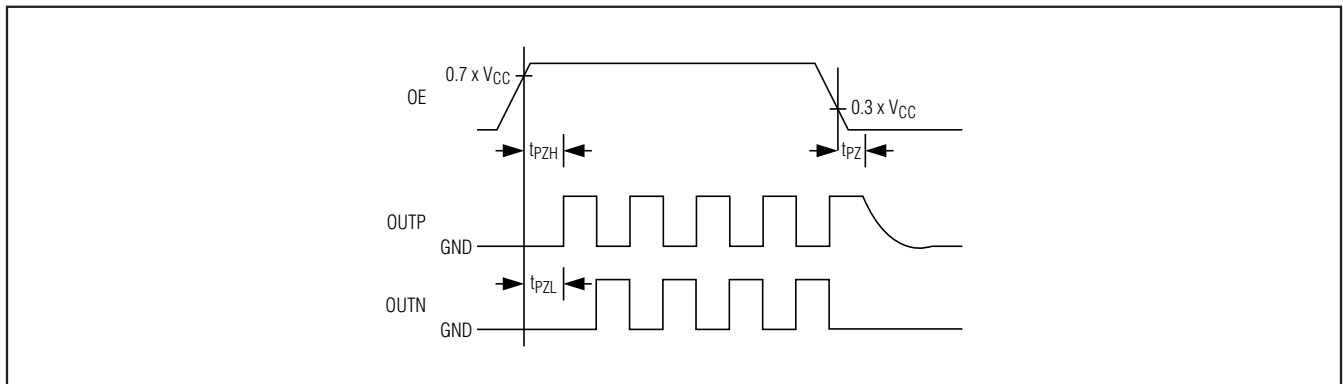 0.7 x VCC
OE
0.3 x VCC
tPZH
tPZ
OUTP
GND
tPZL
OUTN
GND